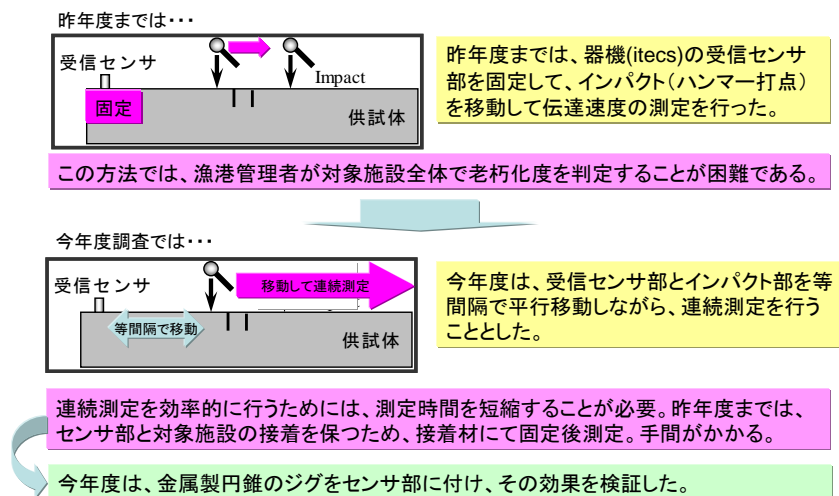 昨年度までは・・・
受信センサ
Impact
固定
供試体
昨年度までは、器機(itecs)の受信センサ
部を固定して、インパクト（ハンマー打点）
を移動して伝達速度の測定を行った。
この方法では、漁港管理者が対象施設全体で老朽化度を判定することが困難である。
今年度調査では・・・
受信センサ
移動して連続測定
等間隔で移動
供試体
今年度は、受信センサ部とインパクト部を等
間隔で平行移動しながら、連続測定を行う
こととした。
連続測定を効率的に行うためには、測定時間を短縮することが必要。昨年度までは、
センサ部と対象施設の接着を保つため、接着材にて固定後測定。手間がかかる。
今年度は、金属製円錐のジグをセンサ部に付け、その効果を検証した。